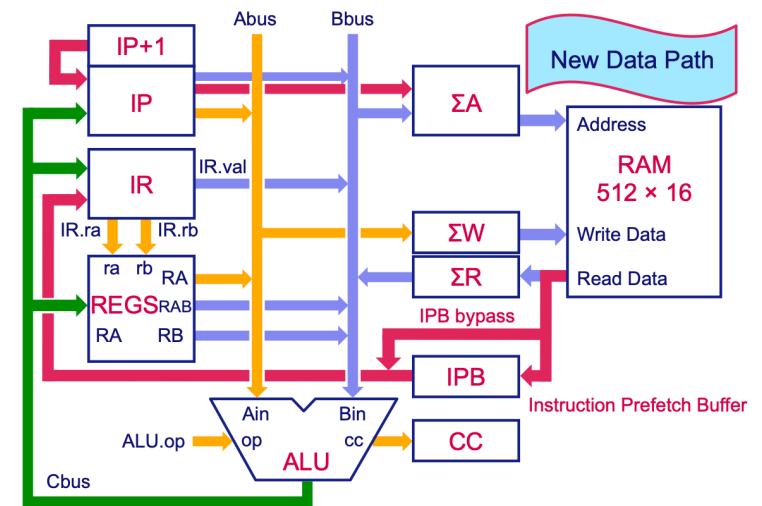 Abus
Bbus
IP+1
New Data Path
IP
ΣA
Address
IR
IR.val
RAM
512 × 16
IR.ra
IR.rb
ΣW
Write Data
ra
rb
RA
ΣR
Read Data
REGS
RAB
IPB bypass
RA
RB
IPB
Instruction Prefetch Buffer
Ain
Bin
ALU.op
op
cc
CC
ALU
Cbus